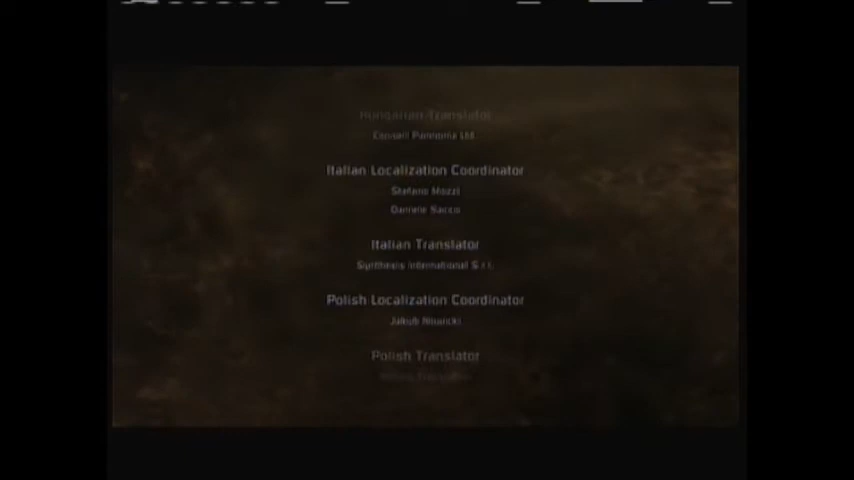 Hungarian Translator
Italian Localization Coordinator
Stefano Mozzi
Daniele Sacco
Italian Translator
Synthesis International S.r.l.
Polish Localization Coordinator
Jakub
Polish Translator